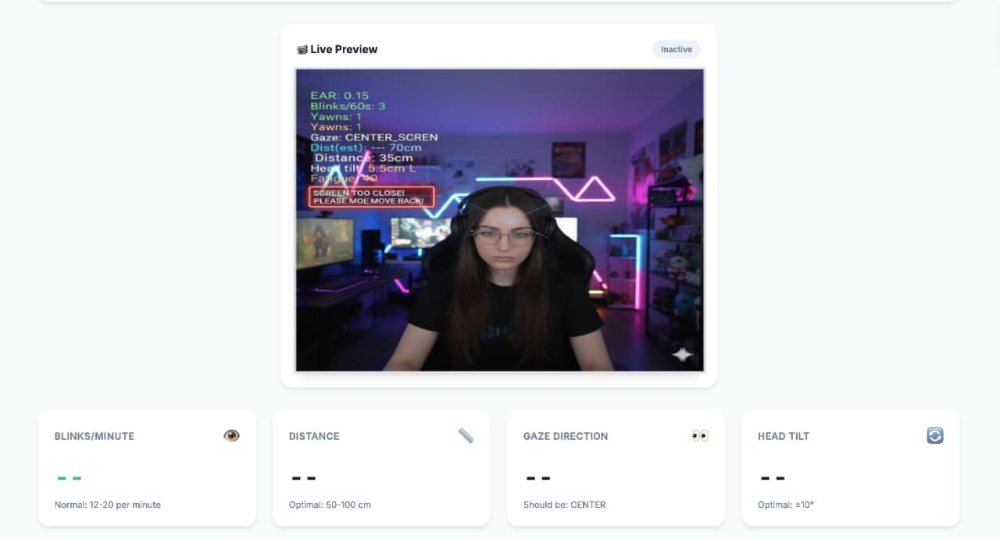 Live Preview
Inactive
EAR: 0.15
Blinks/60s: 3
Yawns: 1
Yawns: 1
Gaze: CENTER_SCREN
Dist(est): --- 70cm
Distance: 35cm
Head tilt: 5.5cm L
Fatigue: 40
SCREEN TOO CLOSE!
PLEASE MOE MOVE BACK!
BLINKS/MINUTE
--
Normal: 12-20 per minute
DISTANCE
--
Optimal: 50-100 cm
GAZE DIRECTION
--
Should be: CENTER
HEAD TILT
--
Optimal: ±10°